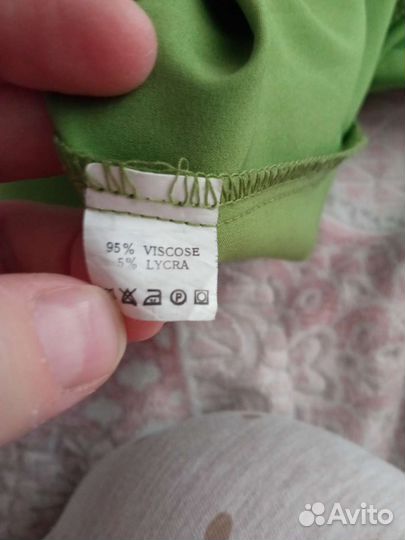 95% VISCOSE
5% LYCRA
P
Avito